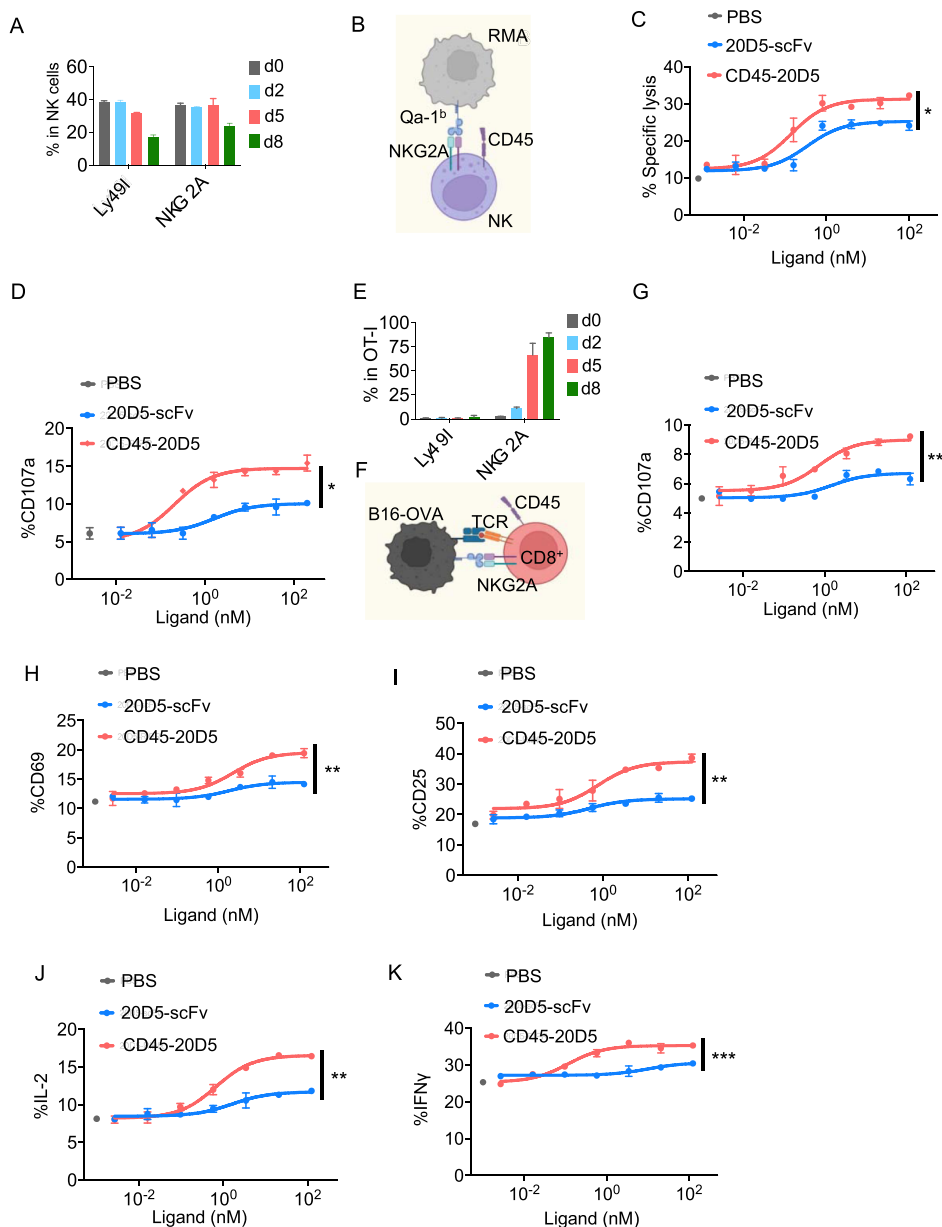 A
% in NK cells
60
40
20
0
Ly49I
NKG 2A
d0
d2
d5
d8
B
RMA
Qa-1ᵇ
NKG2A
CD45
NK
C
PBS
20D5-scFv
CD45-20D5
% Specific lysis
40
30
20
10
0
10⁻² 10⁰ 10²
Ligand (nM)
*
D
PBS
20D5-scFv
CD45-20D5
%CD107a
20%
15%
10%
5%
0%
10⁻² 10⁰ 10²
Ligand (nM)
*
E
% in OT-I
100
75
50
25
0
Ly49I
NKG 2A
d0
d2
d5
d8
F
B16-OVA
TCR
CD45
CD8⁺
NKG2A
G
PBS
20D5-scFv
CD45-20D5
%CD107a
10
8
6
4
2
0
10⁻² 10⁰ 10²
Ligand (nM)
**
H
PBS
20D5-scFv
CD45-20D5
%CD69
25
20
15
10
5
0
10⁻² 10⁰ 10²
Ligand (nM)
**
I
PBS
20D5-scFv
CD45-20D5
%CD25
50
40
30
20
10
0
10⁻² 10⁰ 10²
Ligand (nM)
**
J
PBS
20D5-scFv
CD45-20D5
%IL-2
20
15
10
5
0
10⁻² 10⁰ 10²
Ligand (nM)
**
K
PBS
20D5-scFv
CD45-20D5
%IFNγ
40
30
20
10
0
10⁻² 10⁰ 10²
Ligand (nM)
***